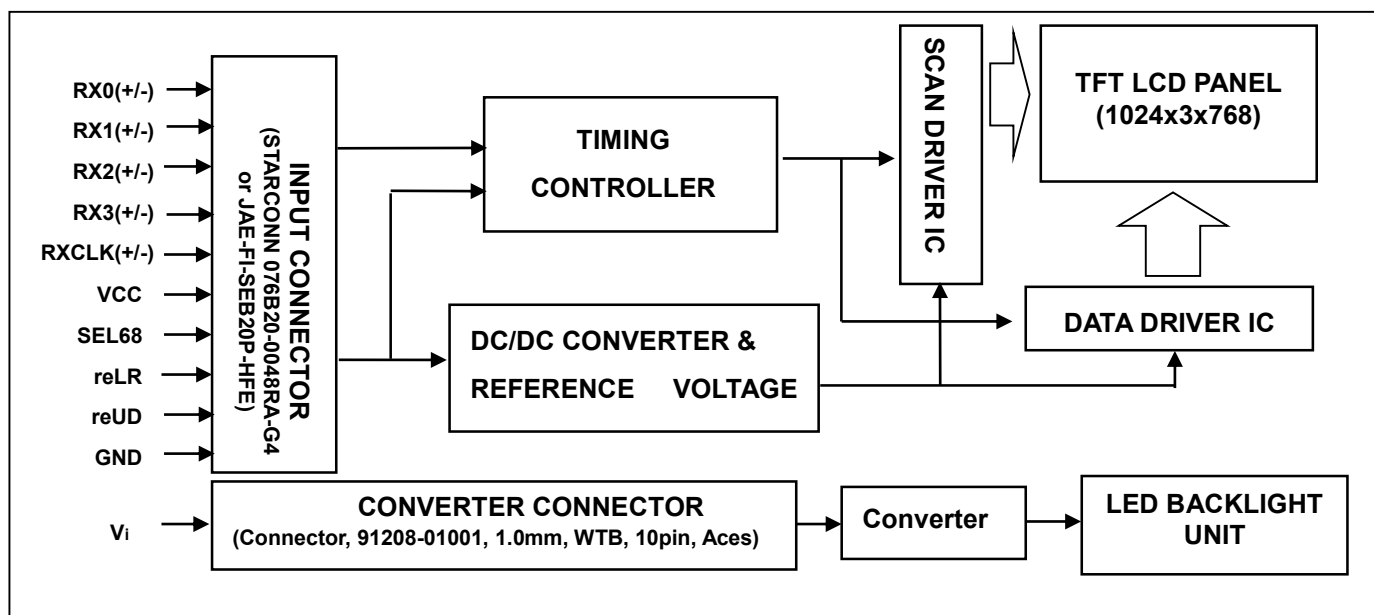 RX0(+/-)
RX1(+/-)
RX2(+/-)
RX3(+/-)
RXCLK(+/-)
VCC
SEL68
reLR
reUD
GND
INPUT CONNECTOR
(STARCONN 076B20-0048RA-G4
or JAE-FI-SEB20P-HFE)
TIMING
CONTROLLER
DC/DC CONVERTER &
REFERENCE VOLTAGE
SCAN DRIVER IC
TFT LCD PANEL
(1024x3x768)
DATA DRIVER IC
Vi
CONVERTER CONNECTOR
(Connector, 91208-01001, 1.0mm, WTB, 10pin, Aces)
Converter
LED BACKLIGHT
UNIT